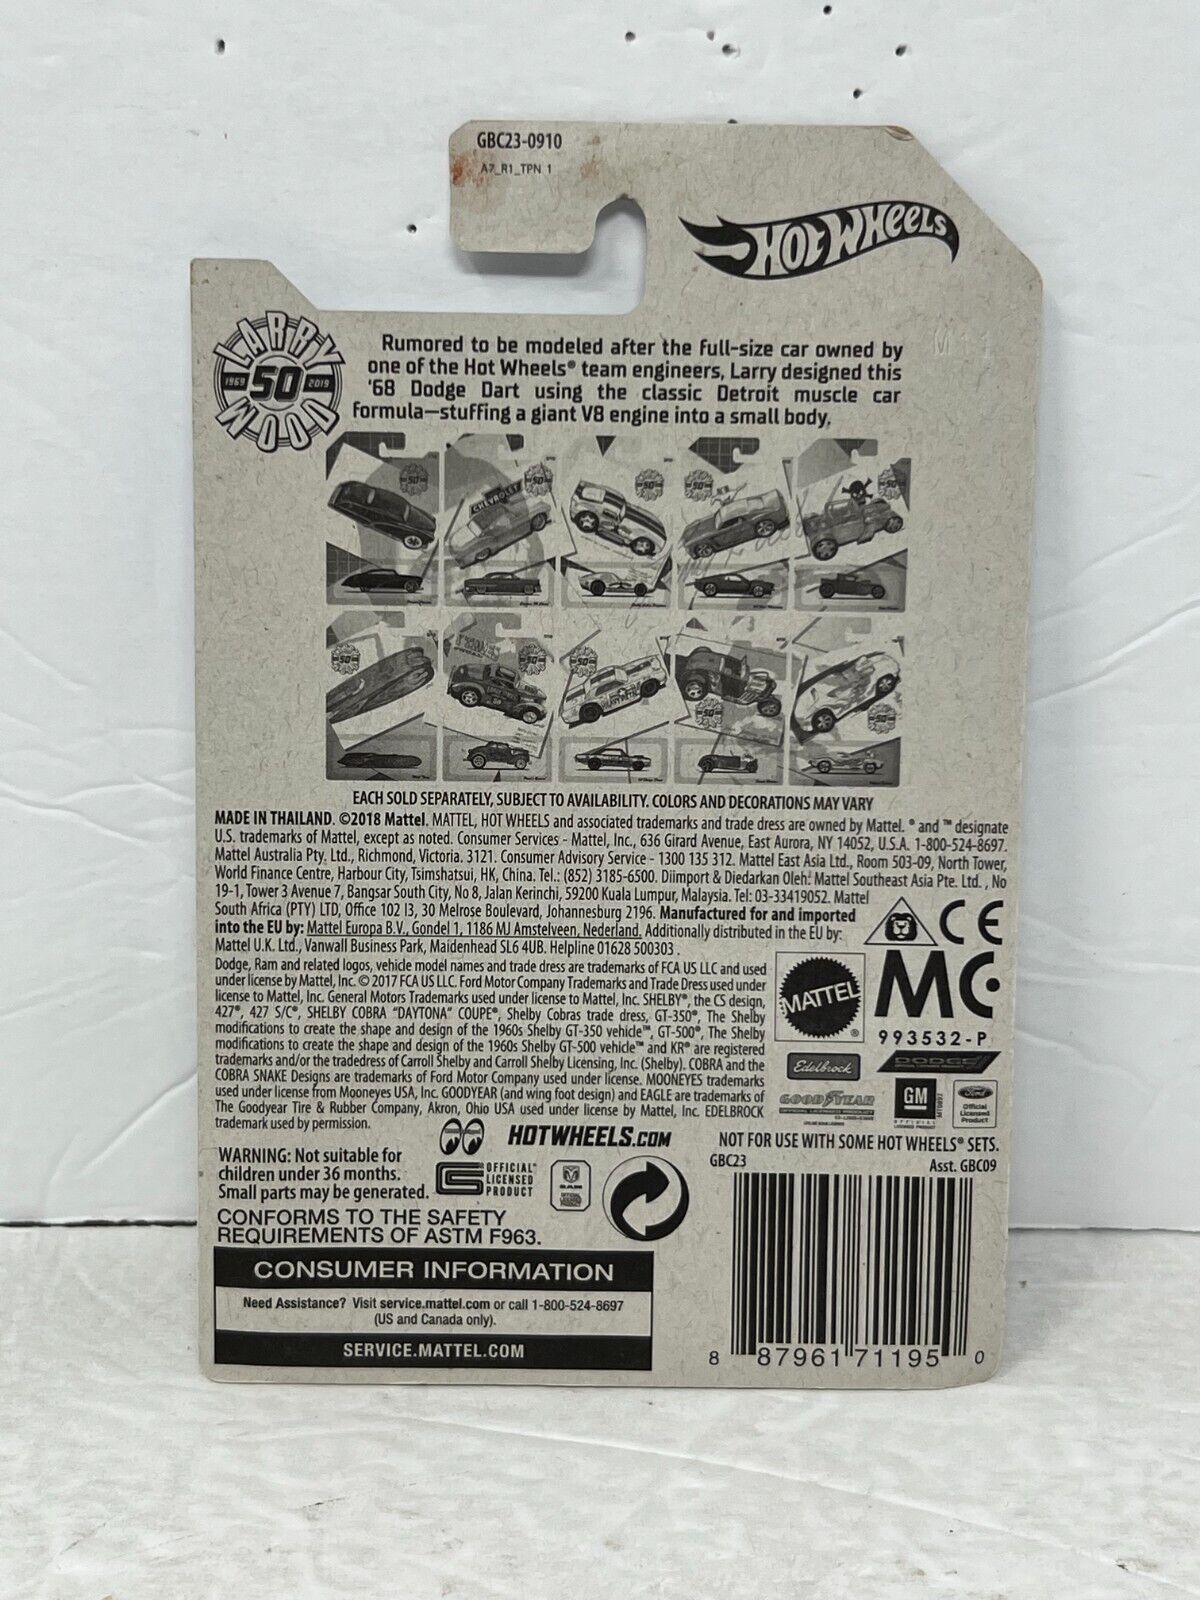 GBC23-0910
A7_R1_TPN 1
HOT WHEELS
LARRY
1969 50 2019
WOOD
Rumored to be modeled after the full-size car owned by
one of the Hot Wheels® team engineers, Larry designed this
'68 Dodge Dart using the classic Detroit muscle car
formula—stuffing a giant V8 engine into a small body.
CHEVROLET
EACH SOLD SEPARATELY, SUBJECT TO AVAILABILITY. COLORS AND DECORATIONS MAY VARY
MADE IN THAILAND. ©2018 Mattel. MATTEL, HOT WHEELS and associated trademarks and trade dress are owned by Mattel. ® and ™ designate
U.S. trademarks of Mattel, except as noted. Consumer Services - Mattel, Inc., 636 Girard Avenue, East Aurora, NY 14052, U.S.A. 1-800-524-8697.
Mattel Australia Pty. Ltd., Richmond, Victoria. 3121. Consumer Advisory Service - 1300 135 312. Mattel East Asia Ltd., Room 503-09, North Tower,
World Finance Centre, Harbour City, Tsimshatsui, HK, China. Tel.: (852) 3185-6500. Diimport & Diedarkan Oleh: Mattel Southeast Asia Pte. Ltd. , No
19-1, Tower 3 Avenue 7, Bangsar South City, No 8, Jalan Kerinchi, 59200 Kuala Lumpur, Malaysia. Tel: 03-33419052. Mattel
South Africa (PTY) LTD, Office 102 I3, 30 Melrose Boulevard, Johannesburg 2196. Manufactured for and imported
into the EU by: Mattel Europa B.V., Gondel 1, 1186 MJ Amstelveen, Nederland. Additionally distributed in the EU by:
Mattel U.K. Ltd., Vanwall Business Park, Maidenhead SL6 4UB. Helpline 01628 500303.
CE
Dodge, Ram and related logos, vehicle model names and trade dress are trademarks of FCA US LLC and used
under license by Mattel, Inc. © 2017 FCA US LLC. Ford Motor Company Trademarks and Trade Dress used under
license to Mattel, Inc. General Motors Trademarks used under license to Mattel, Inc. SHELBY®, the CS design,
427®, 427 S/C®, SHELBY COBRA "DAYTONA" COUPE®, Shelby Cobras trade dress, GT-350®, The Shelby
modifications to create the shape and design of the 1960s Shelby GT-350 vehicle™, GT-500®, The Shelby
modifications to create the shape and design of the 1960s Shelby GT-500 vehicle™ and KR® are registered
trademarks and/or the tradedress of Carroll Shelby and Carroll Shelby Licensing, Inc. (Shelby). COBRA and the
COBRA SNAKE Designs are trademarks of Ford Motor Company used under license. MOONEYES trademarks
used under license from Mooneyes USA, Inc. GOODYEAR (and wing foot design) and EAGLE are trademarks of
The Goodyear Tire & Rubber Company, Akron, Ohio USA used under license by Mattel, Inc. EDELBROCK
trademark used by permission.
MATTEL®
MC
993532-P
Edelbrock
DODGE
GOODYEAR
OFFICIAL LICENSED PRODUCT
GM
OFFICIAL
LICENSED PRODUCT
Ford
Official
Licensed
Product
HOTWHEELS.COM
WARNING: Not suitable for
children under 36 months.
Small parts may be generated.
OFFICIAL
LICENSED
PRODUCT
RAM
OFFICIAL
LICENSED
PRODUCT
CONFORMS TO THE SAFETY
REQUIREMENTS OF ASTM F963.
NOT FOR USE WITH SOME HOT WHEELS® SETS.
GBC23 Asst. GBC09
CONSUMER INFORMATION
Need Assistance? Visit service.mattel.com or call 1-800-524-8697
(US and Canada only).
SERVICE.MATTEL.COM
8 87961 71195 0